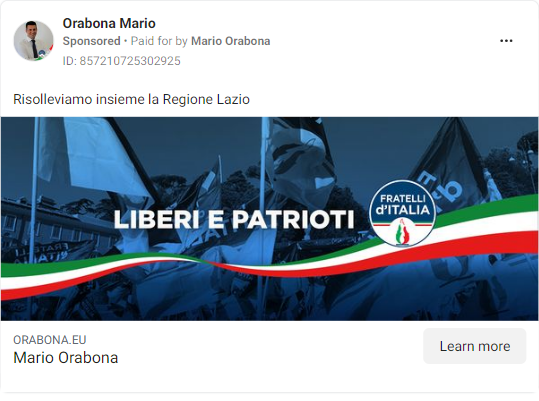 Orabona Mario
Sponsored • Paid for by Mario Orabona
ID: 857210725302925
Risolleviamo insieme la Regione Lazio
LIBERI E PATRIOTI
FRATELLI
d'ITALIA
ORABONA.EU
Mario Orabona
Learn more